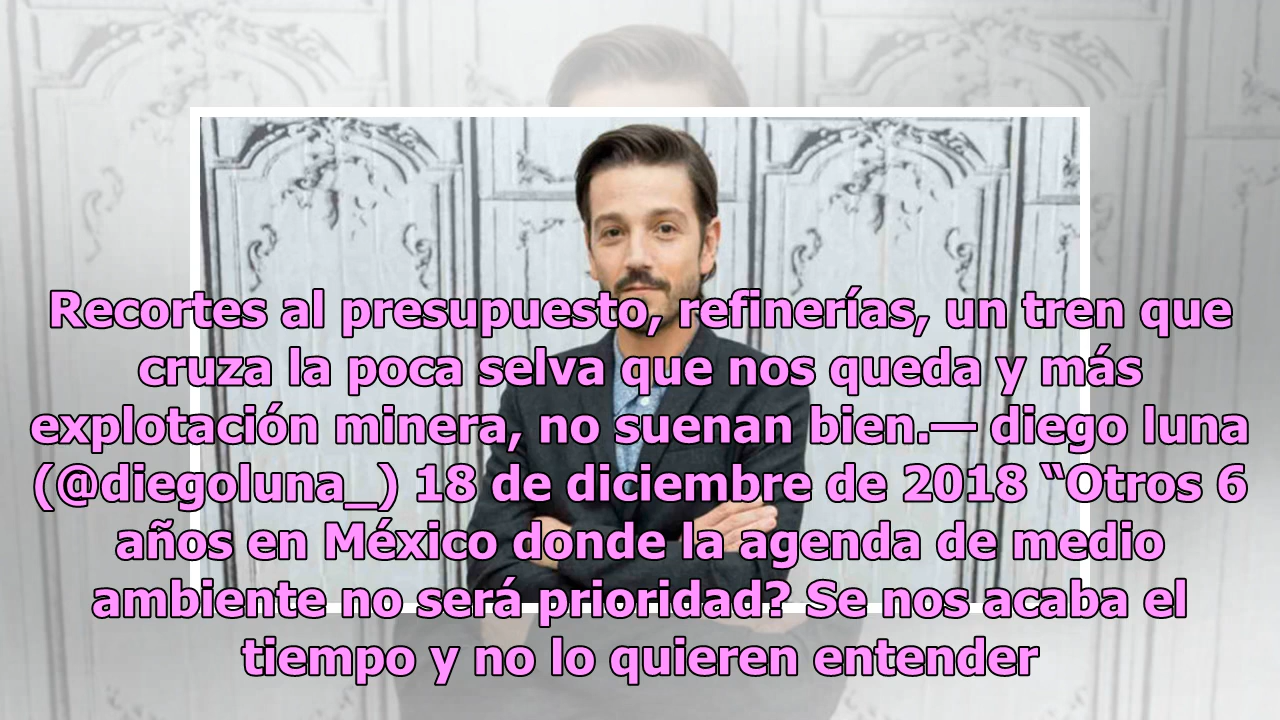 Recortes al presupuesto, refinerías, un tren que
cruza la poca selva que nos queda y más
explotación minera, no suenan bien.— diego luna
(@diegoluna_) 18 de diciembre de 2018 “Otros 6
años en México donde la agenda de medio
ambiente no será prioridad? Se nos acaba el
tiempo y no lo quieren entender